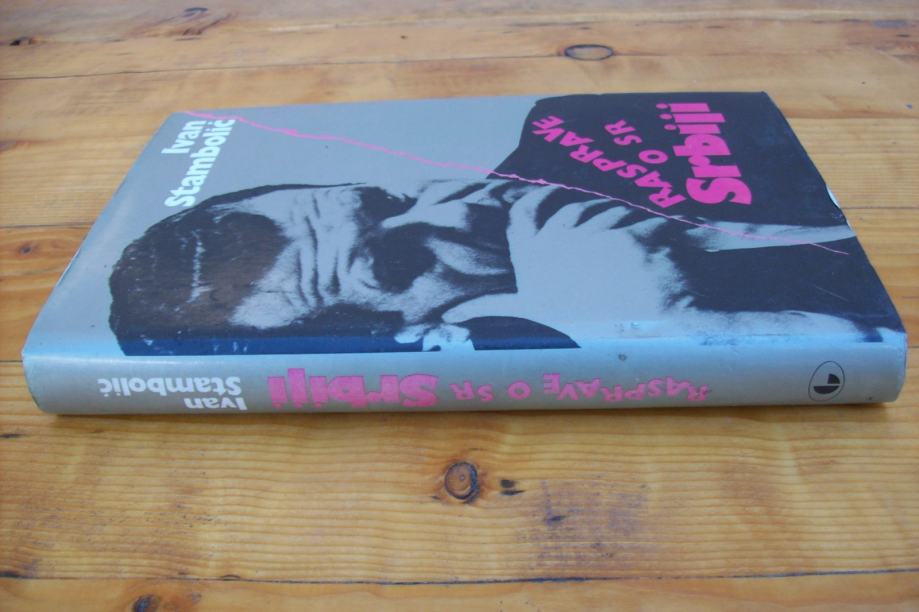 Ivan
Stambolić
RASPRAVE
O SR
Srbiji
Ivan
Stambolić
RASPRAVE O SR Srbiji